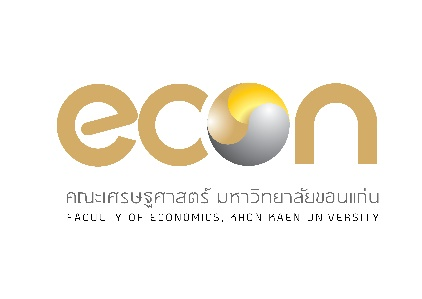 econ
คณะเศรษฐศาสตร์ มหาวิทยาลัยขอนแก่น
FACULTY OF ECONOMICS, KHON KAEN UNIVERSITY